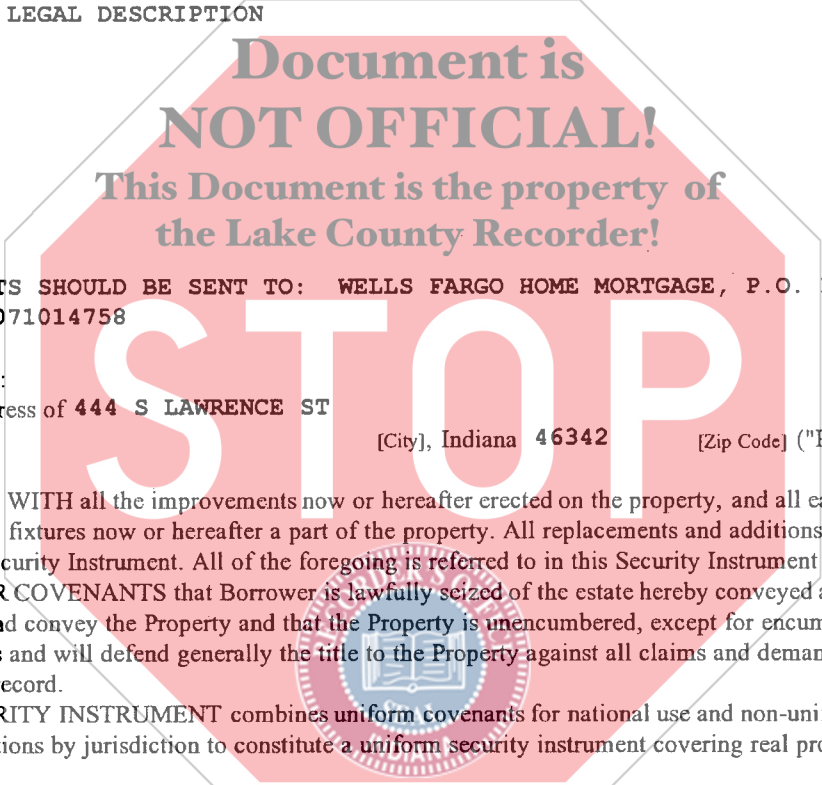 LEGAL DESCRIPTION
Document is
NOT OFFICIAL!
This Document is the property of
the Lake County Recorder!
TS SHOULD BE SENT TO: WELLS FARGO HOME MORTGAGE, P.O.
071014758
STOP
:
ress of 444 S LAWRENCE ST
[City], Indiana 46342 [Zip Code] ("P
WITH all the improvements now or hereafter erected on the property, and all ea
fixtures now or hereafter a part of the property. All replacements and additions
curity Instrument. All of the foregoing is referred to in this Security Instrument
R COVENANTS that Borrower is lawfully seized of the estate hereby conveyed a
nd convey the Property and that the Property is unencumbered, except for encum
s and will defend generally the title to the Property against all claims and deman
ecord.
RITY INSTRUMENT combines uniform covenants for national use and non-uni
tions by jurisdiction to constitute a uniform security instrument covering real pro
RECORDER'S OFFICE
SEAL
INDIANA